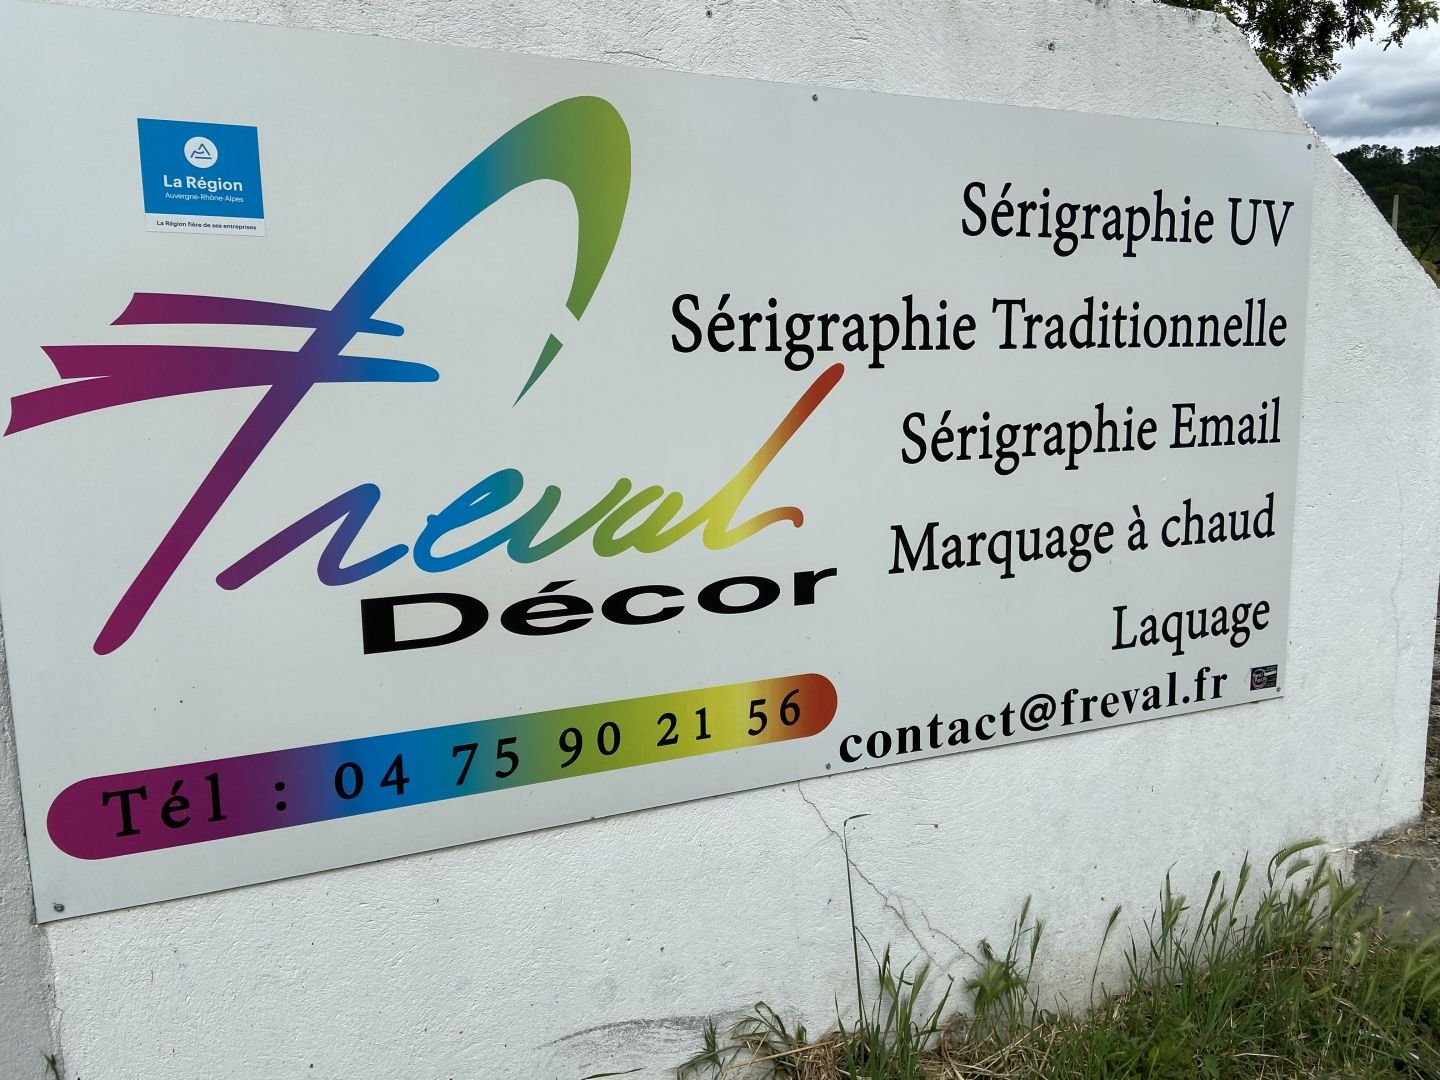 La Région
Auvergne-Rhône-Alpes
La Région fière de ses entreprises
Fréval
Décor
Tél : 04 75 90 21 56
Sérigraphie UV
Sérigraphie Traditionnelle
Sérigraphie Email
Marquage à chaud
Laquage
contact@freval.fr